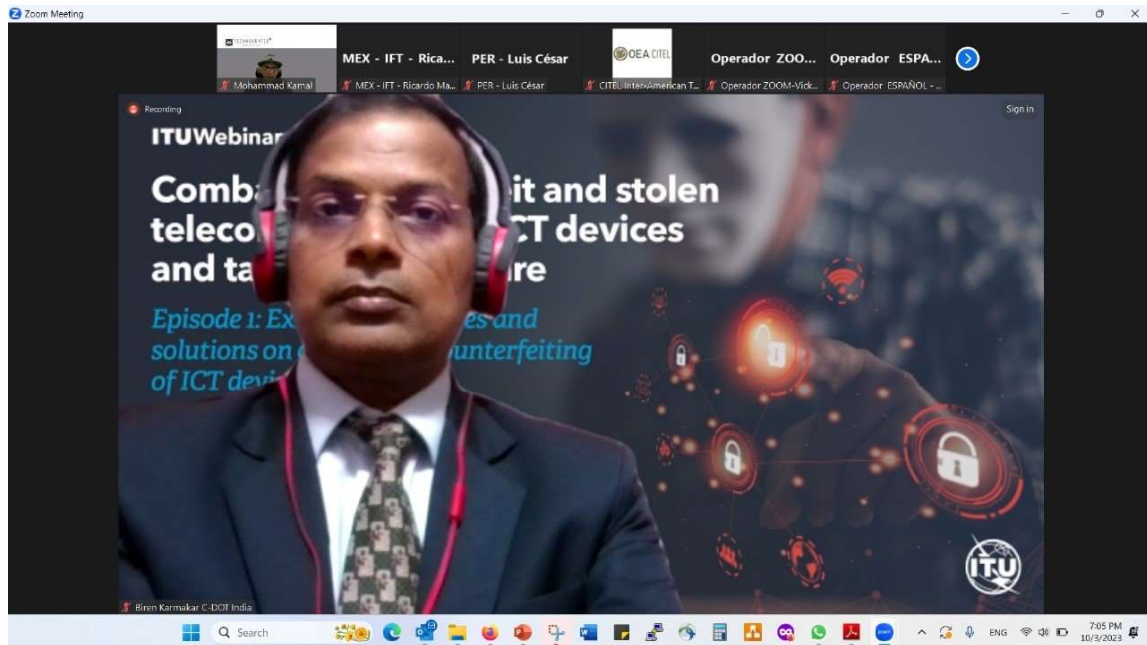 Zoom Meeting
MEX - IFT - Rica...
PER - Luis César
OEA CITEL
Operador ZOO...
Operador ESPA...
Mohammad Kamal
MEX - IFT - Ricardo Ma...
PER - Luis César
CITEL
Operador ZOOM-Vick...
Operador ESPAÑOL - ...
Recording
Sign in
ITUWebinar
Comb it and stolen
teleco CT devices
and ta re
Episode 1: Ex es and
solutions on unterfeiting
of ICT devi
ITU
Biren Karmakar C-DOT India
Search
ENG
7:05 PM
10/3/2023